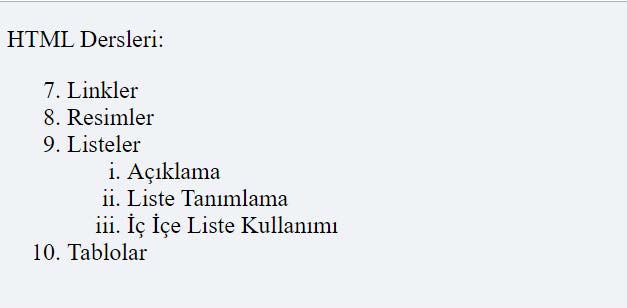 HTML Dersleri:
7. Linkler
8. Resimler
9. Listeler
i. Açıklama
ii. Liste Tanımlama
iii. İç İçe Liste Kullanımı
10. Tablolar